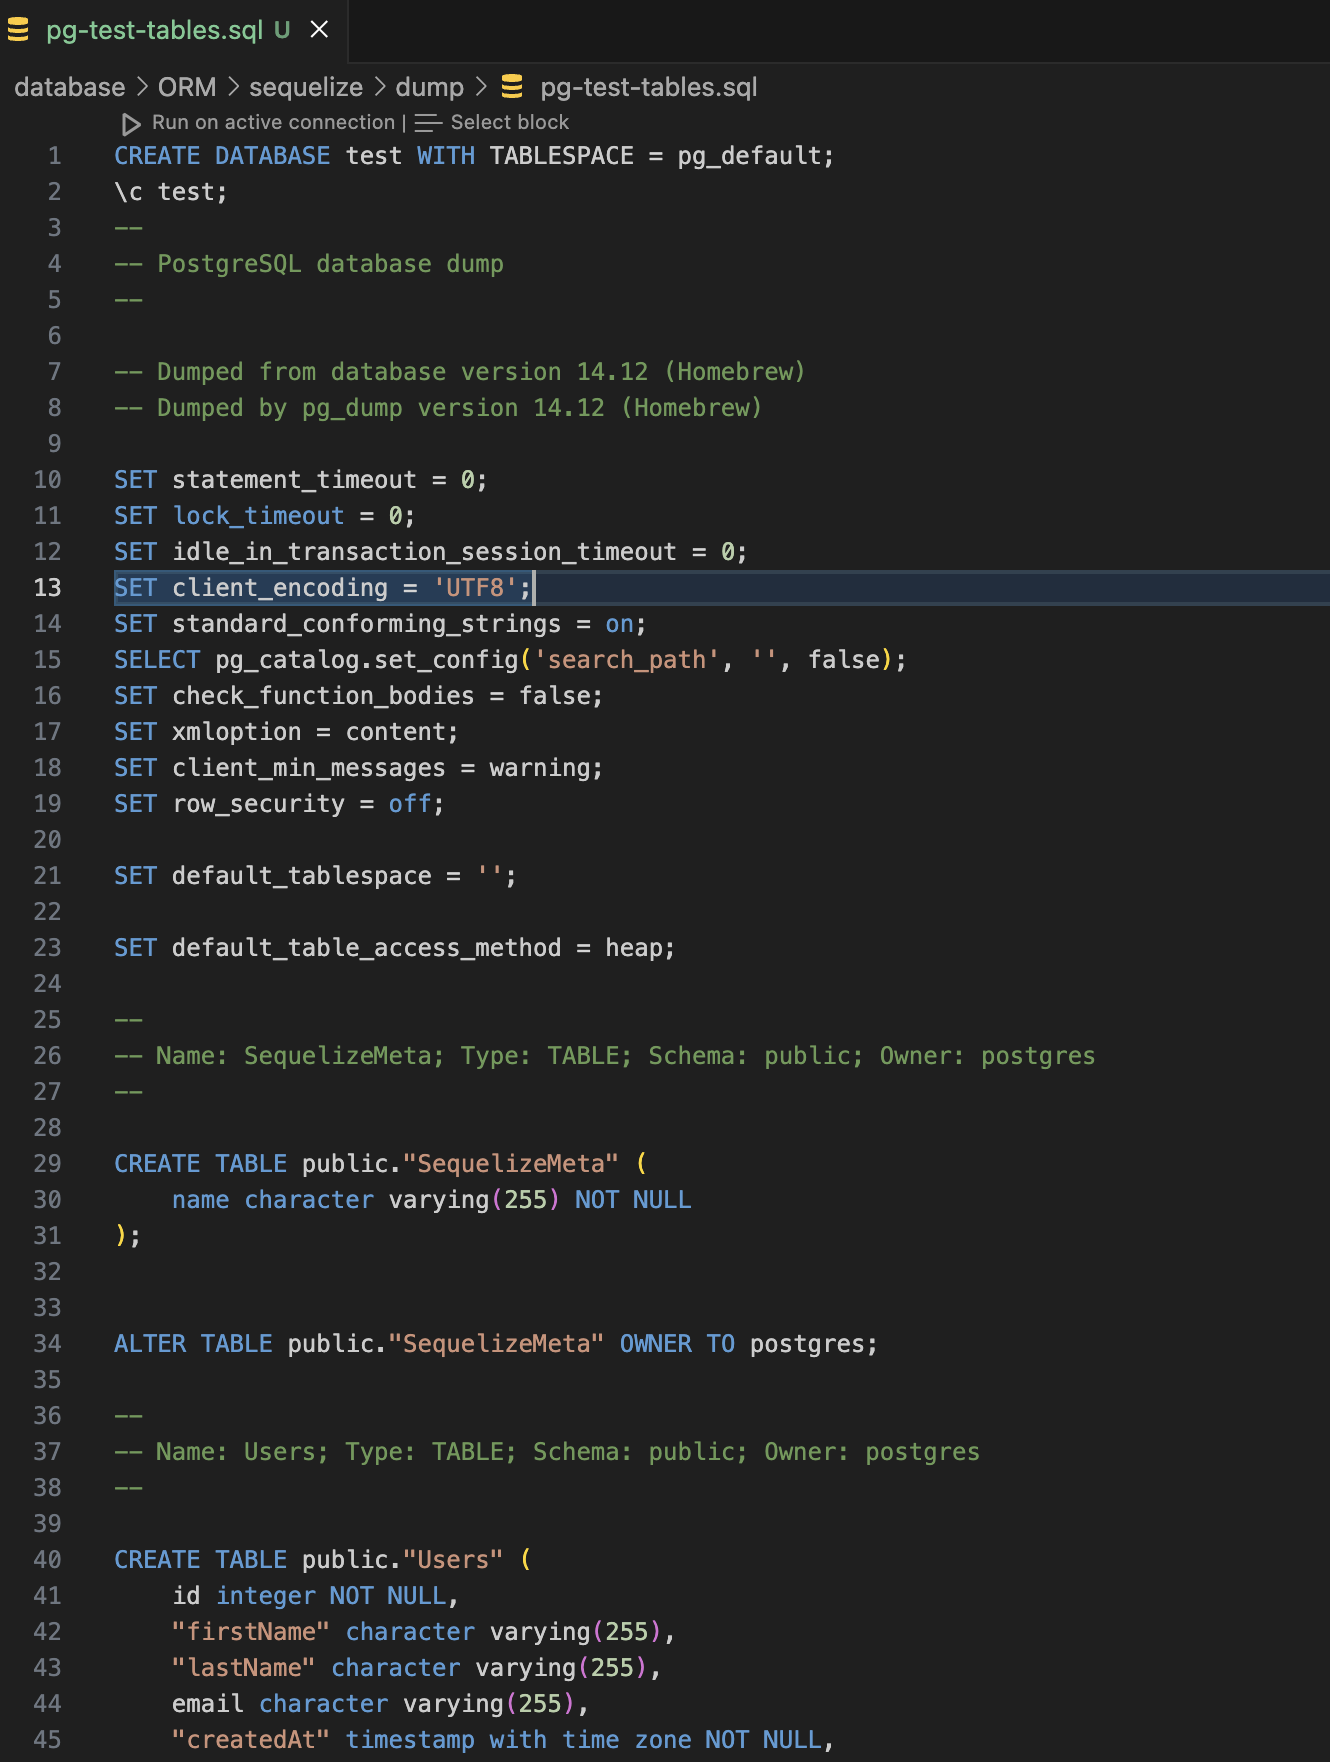 pg-test-tables.sql U
database > ORM > sequelize > dump > pg-test-tables.sql
Run on active connection | Select block
1 CREATE DATABASE test WITH TABLESPACE = pg_default;
2 \c test;
3 --
4 -- PostgreSQL database dump
5 --
6
7 -- Dumped from database version 14.12 (Homebrew)
8 -- Dumped by pg_dump version 14.12 (Homebrew)
9
10 SET statement_timeout = 0;
11 SET lock_timeout = 0;
12 SET idle_in_transaction_session_timeout = 0;
13 SET client_encoding = 'UTF8';
14 SET standard_conforming_strings = on;
15 SELECT pg_catalog.set_config('search_path', '', false);
16 SET check_function_bodies = false;
17 SET xmloption = content;
18 SET client_min_messages = warning;
19 SET row_security = off;
20
21 SET default_tablespace = '';
22
23 SET default_table_access_method = heap;
24
25 --
26 -- Name: SequelizeMeta; Type: TABLE; Schema: public; Owner: postgres
27 --
28
29 CREATE TABLE public."SequelizeMeta" (
30     name character varying(255) NOT NULL
31 );
32
33
34 ALTER TABLE public."SequelizeMeta" OWNER TO postgres;
35
36 --
37 -- Name: Users; Type: TABLE; Schema: public; Owner: postgres
38 --
39
40 CREATE TABLE public."Users" (
41     id integer NOT NULL,
42     "firstName" character varying(255),
43     "lastName" character varying(255),
44     email character varying(255),
45     "createdAt" timestamp with time zone NOT NULL,